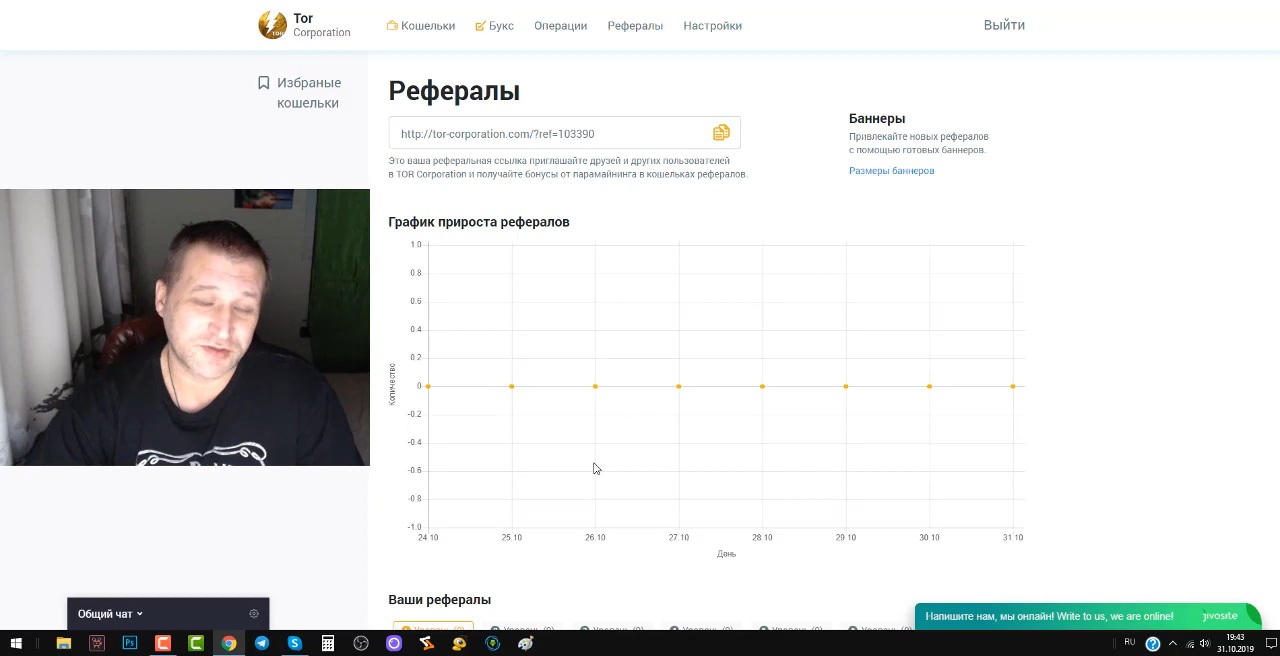 Tor
Corporation
Кошельки
Букс
Операции
Рефералы
Настройки
Выйти
Избраные
кошельки
Рефералы
http://tor-corporation.com/?ref=103390
Это ваша реферальная ссылка приглашайте друзей и других пользователей
в TOR Corporation и получайте бонусы от парамайнинга в кошельках рефералов.
Баннеры
Привлекайте новых рефералов
с помощью готовых баннеров.
Размеры баннеров
График прироста рефералов
1.0
0.8
0.6
0.4
0.2
0
-0.2
-0.4
-0.6
-0.8
-1.0
Количество
24.10
25.10
26.10
27.10
28.10
29.10
30.10
31.10
День
Ваши рефералы
Общий чат
Напишите нам, мы онлайн! Write to us, we are online!
jivosite
RU
19:43
31.10.2019